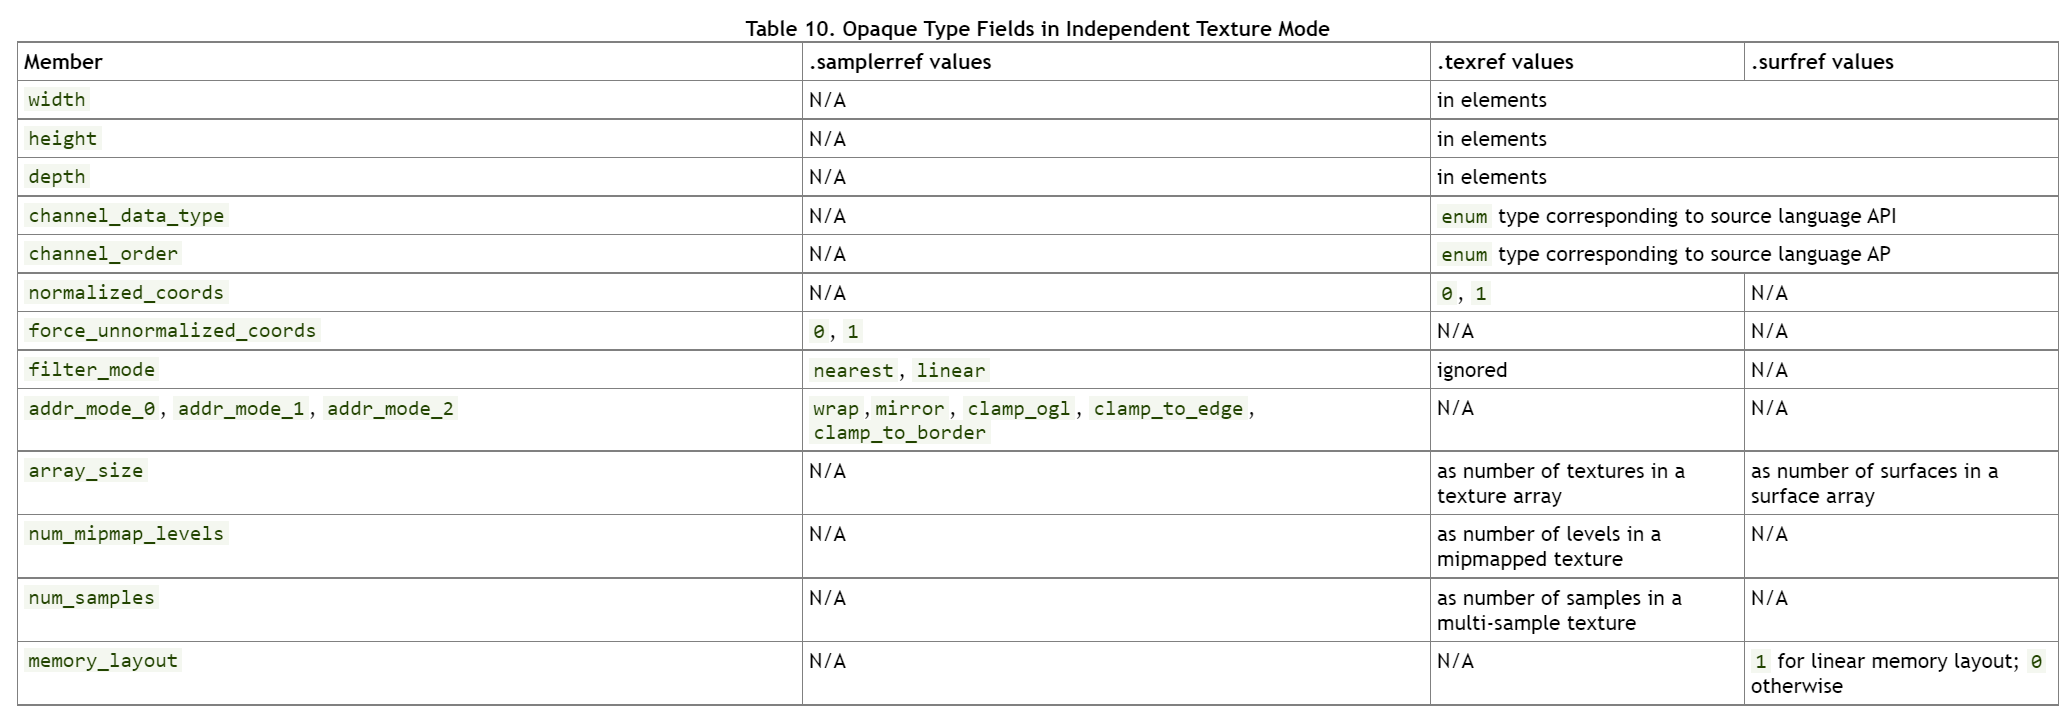 Table 10. Opaque Type Fields in Independent Texture Mode
Member .samplerref values .texref values .surfref values
width N/A in elements
height N/A in elements
depth N/A in elements
channel_data_type N/A enum type corresponding to source language API
channel_order N/A enum type corresponding to source language AP
normalized_coords N/A 0, 1 N/A
force_unnormalized_coords 0, 1 N/A N/A
filter_mode nearest, linear ignored N/A
addr_mode_0, addr_mode_1, addr_mode_2 wrap,mirror, clamp_ogl, clamp_to_edge, N/A N/A
clamp_to_border
array_size N/A as number of textures in a as number of surfaces in a
texture array surface array
num_mipmap_levels N/A as number of levels in a N/A
mipmapped texture
num_samples N/A as number of samples in a N/A
multi-sample texture
memory_layout N/A N/A 1 for linear memory layout; 0
otherwise